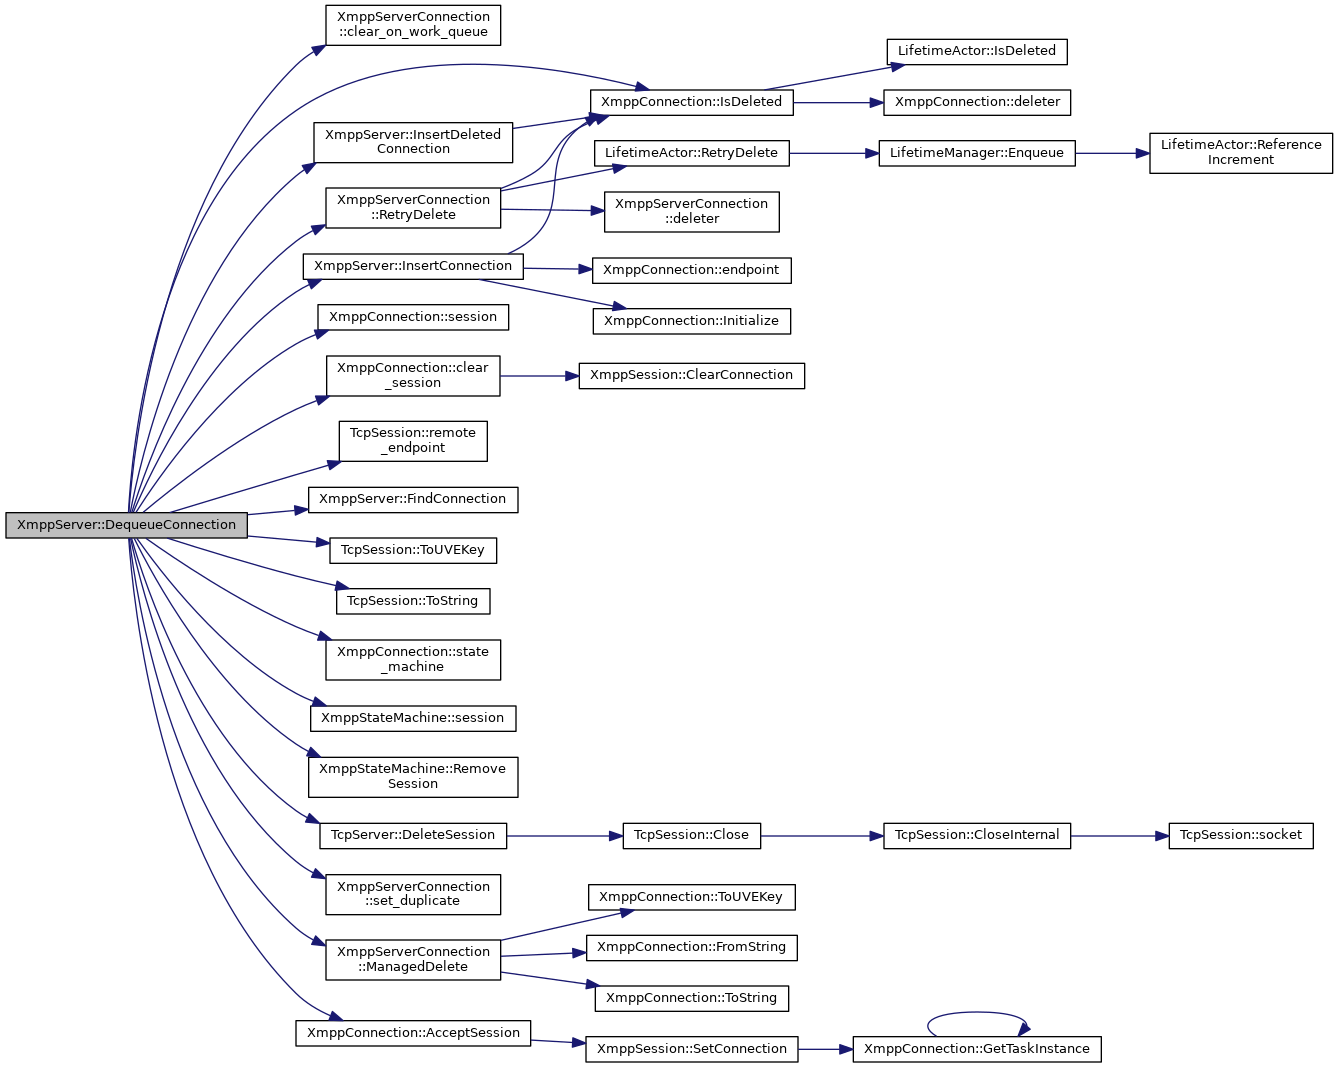 XmppServerConnection
::clear_on_work_queue
LifetimeActor::IsDeleted
XmppConnection::IsDeleted
XmppConnection::deleter
XmppServer::InsertDeleted
Connection
LifetimeActor::RetryDelete
LifetimeManager::Enqueue
LifetimeActor::Reference
Increment
XmppServerConnection
::RetryDelete
XmppServerConnection
::deleter
XmppServer::InsertConnection
XmppConnection::endpoint
XmppConnection::session
XmppConnection::Initialize
XmppConnection::clear
_session
XmppSession::ClearConnection
TcpSession::remote
_endpoint
XmppServer::FindConnection
XmppServer::DequeueConnection
TcpSession::ToUVEKey
TcpSession::ToString
XmppConnection::state
_machine
XmppStateMachine::session
XmppStateMachine::Remove
Session
TcpServer::DeleteSession
TcpSession::Close
TcpSession::CloseInternal
TcpSession::socket
XmppServerConnection
::set_duplicate
XmppConnection::ToUVEKey
XmppServerConnection
::ManagedDelete
XmppConnection::FromString
XmppConnection::ToString
XmppConnection::AcceptSession
XmppSession::SetConnection
XmppConnection::GetTaskInstance